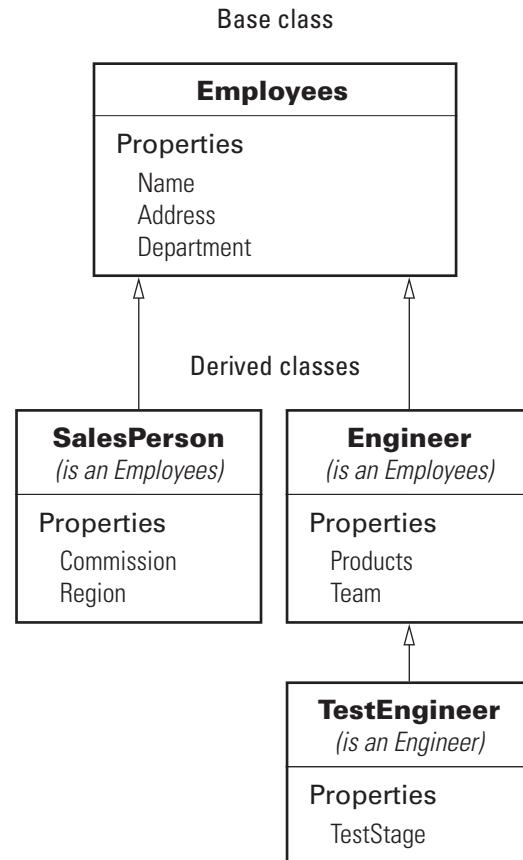 Base class
Employees
Properties
Name
Address
Department
Derived classes
SalesPerson
(is an Employees)
Properties
Commission
Region
Engineer
(is an Employees)
Properties
Products
Team
TestEngineer
(is an Engineer)
Properties
TestStage